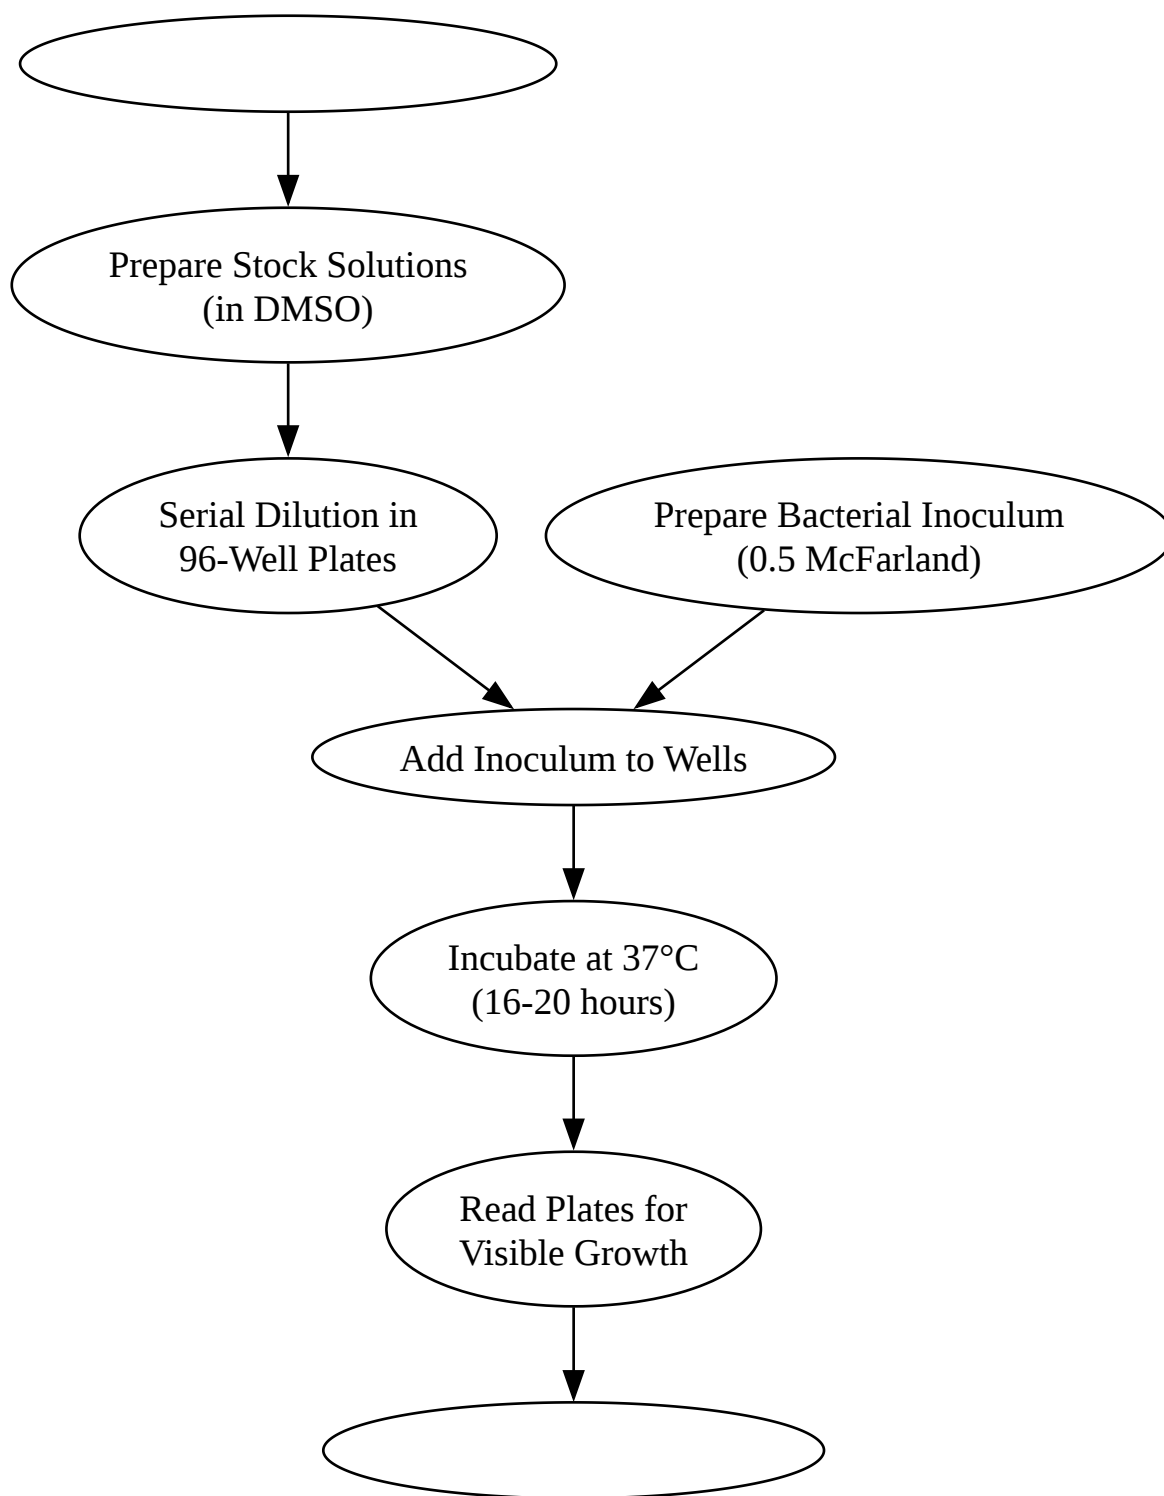 Prepare Stock Solutions
(in DMSO)
Serial Dilution in
96-Well Plates
Prepare Bacterial Inoculum
(0.5 McFarland)
Add Inoculum to Wells
Incubate at 37°C
(16-20 hours)
Read Plates for
Visible Growth